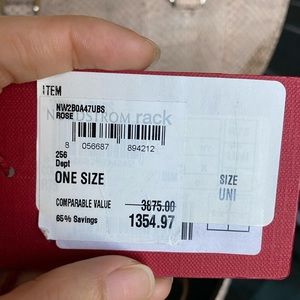 ITEM
NW2B0A47UBS
ROSE
NORDSTROM rack
8 056687 894212
256
Dept
ONE SIZE
SIZE
UNI
COMPARABLE VALUE 3875.00
65% Savings 1354.97